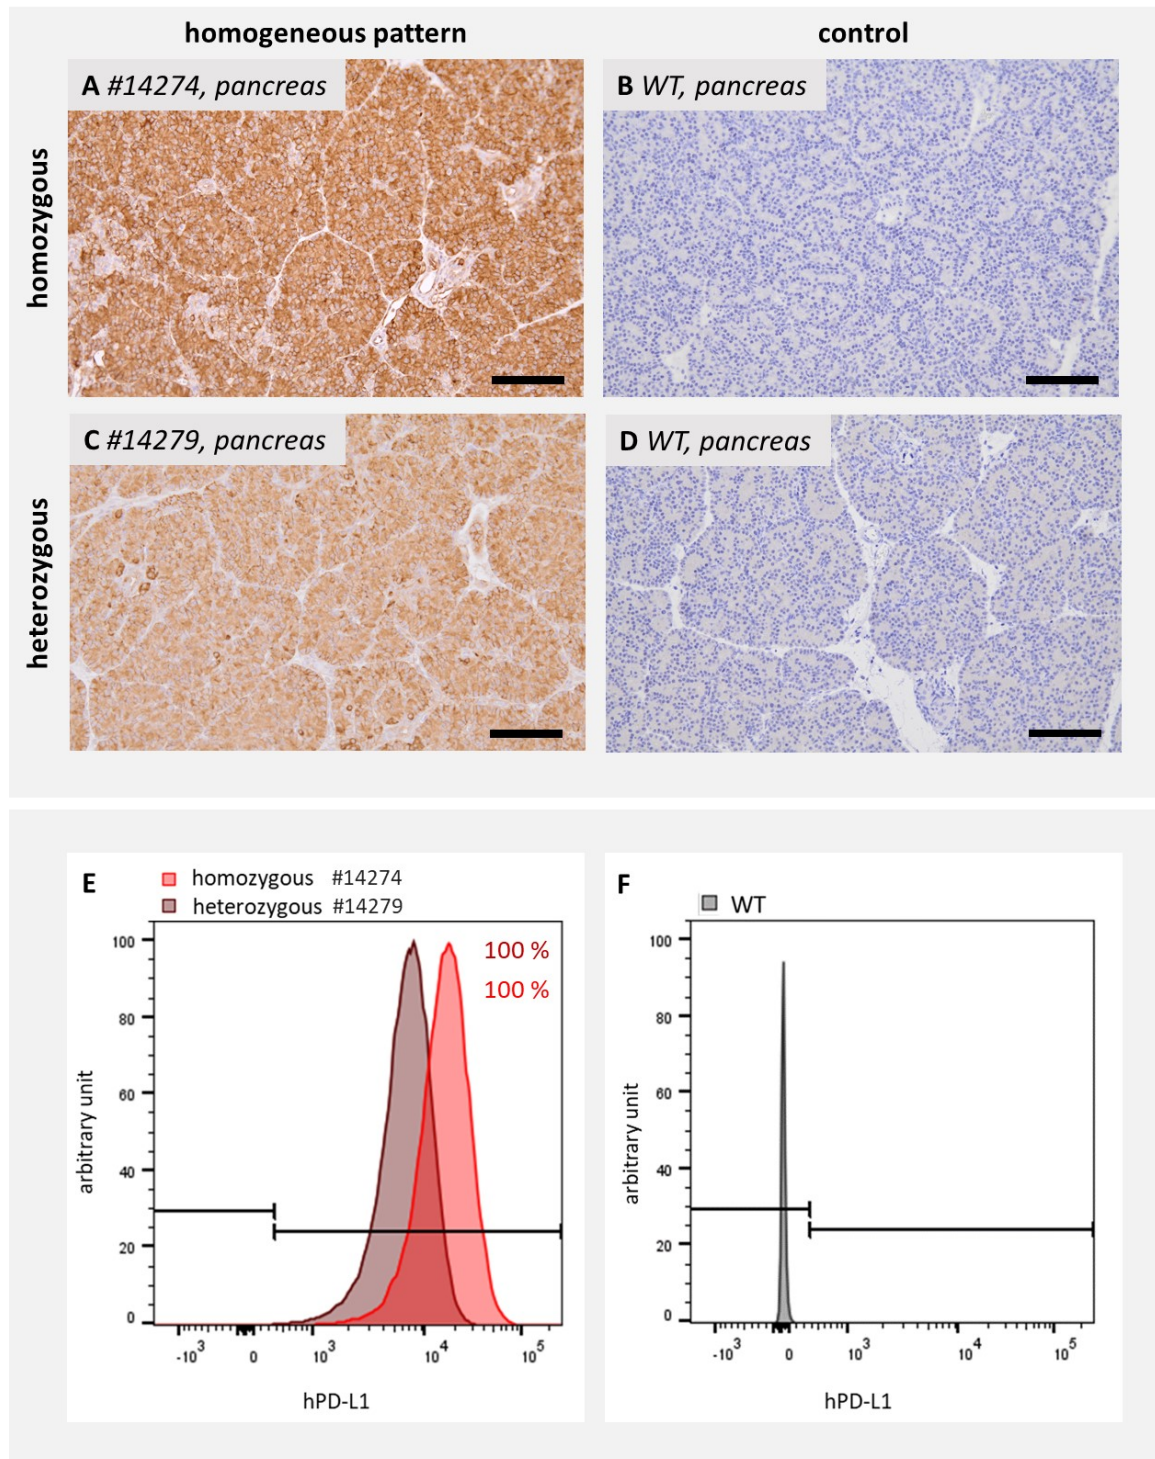 homogeneous pattern
control
homozygous
A #14274, pancreas
B WT, pancreas
heterozygous
C #14279, pancreas
D WT, pancreas
E
homozygous #14274
heterozygous #14279
100 %
100 %
arbitrary unit
100
80
60
40
20
0
-10³ 0 10³ 10⁴ 10⁵
hPD-L1
F
WT
arbitrary unit
100
80
60
40
20
0
-10³ 0 10³ 10⁴ 10⁵
hPD-L1